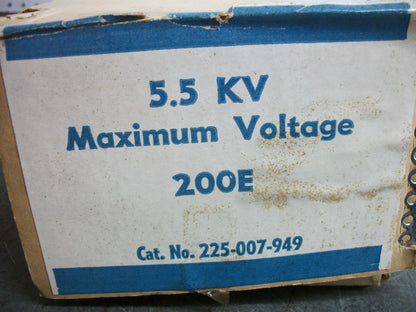 5.5 KV
Maximum Voltage
200E
Cat. No. 225-007-949